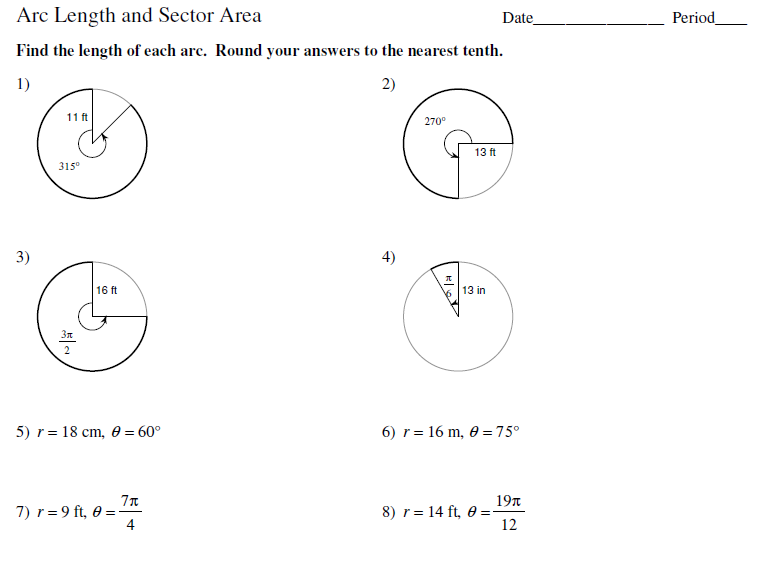 Arc Length and Sector Area Date________________ Period____
Find the length of each arc. Round your answers to the nearest tenth.
1) 2)
11 ft
315°
270°
13 ft
3) 4)
16 ft
3π
2
π
6
13 in
5) r = 18 cm, θ = 60° 6) r = 16 m, θ = 75°
7) r = 9 ft, θ = 7π/4 8) r = 14 ft, θ = 19π/12